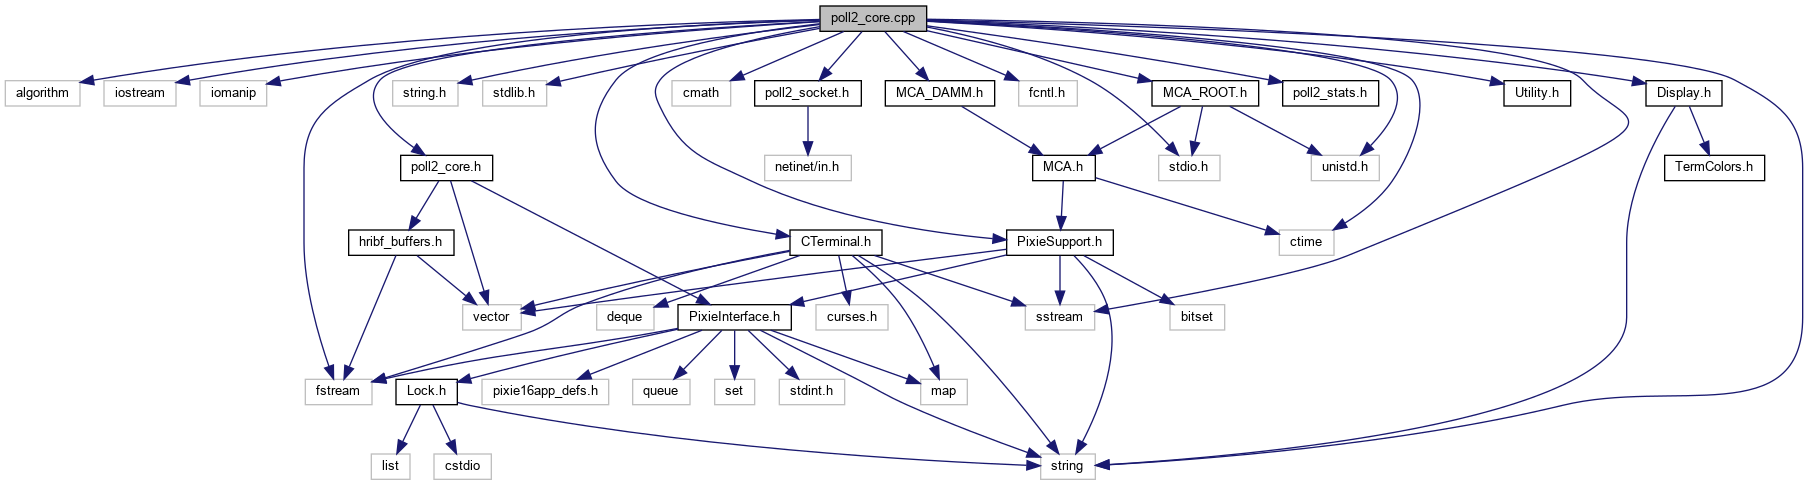 poll2_core.cpp
algorithm
iostream
iomanip
string.h
stdlib.h
cmath
poll2_socket.h
MCA_DAMM.h
fcntl.h
MCA_ROOT.h
poll2_stats.h
Utility.h
Display.h
poll2_core.h
netinet/in.h
MCA.h
stdio.h
unistd.h
TermColors.h
hribf_buffers.h
CTerminal.h
PixieSupport.h
ctime
vector
deque
PixieInterface.h
curses.h
sstream
bitset
fstream
Lock.h
pixie16app_defs.h
queue
set
stdint.h
map
list
cstdio
string